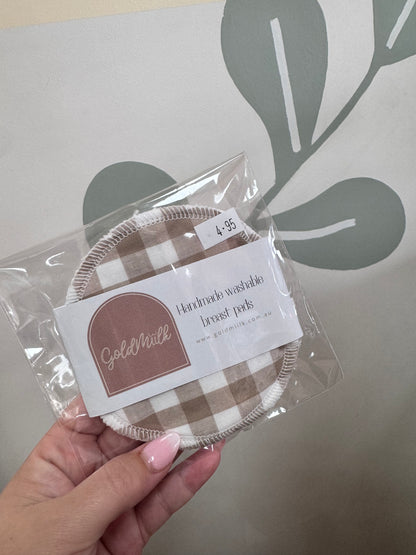 4-95
Handmade washable
breast pads
www.goldmilk.com.au
GoldMilk